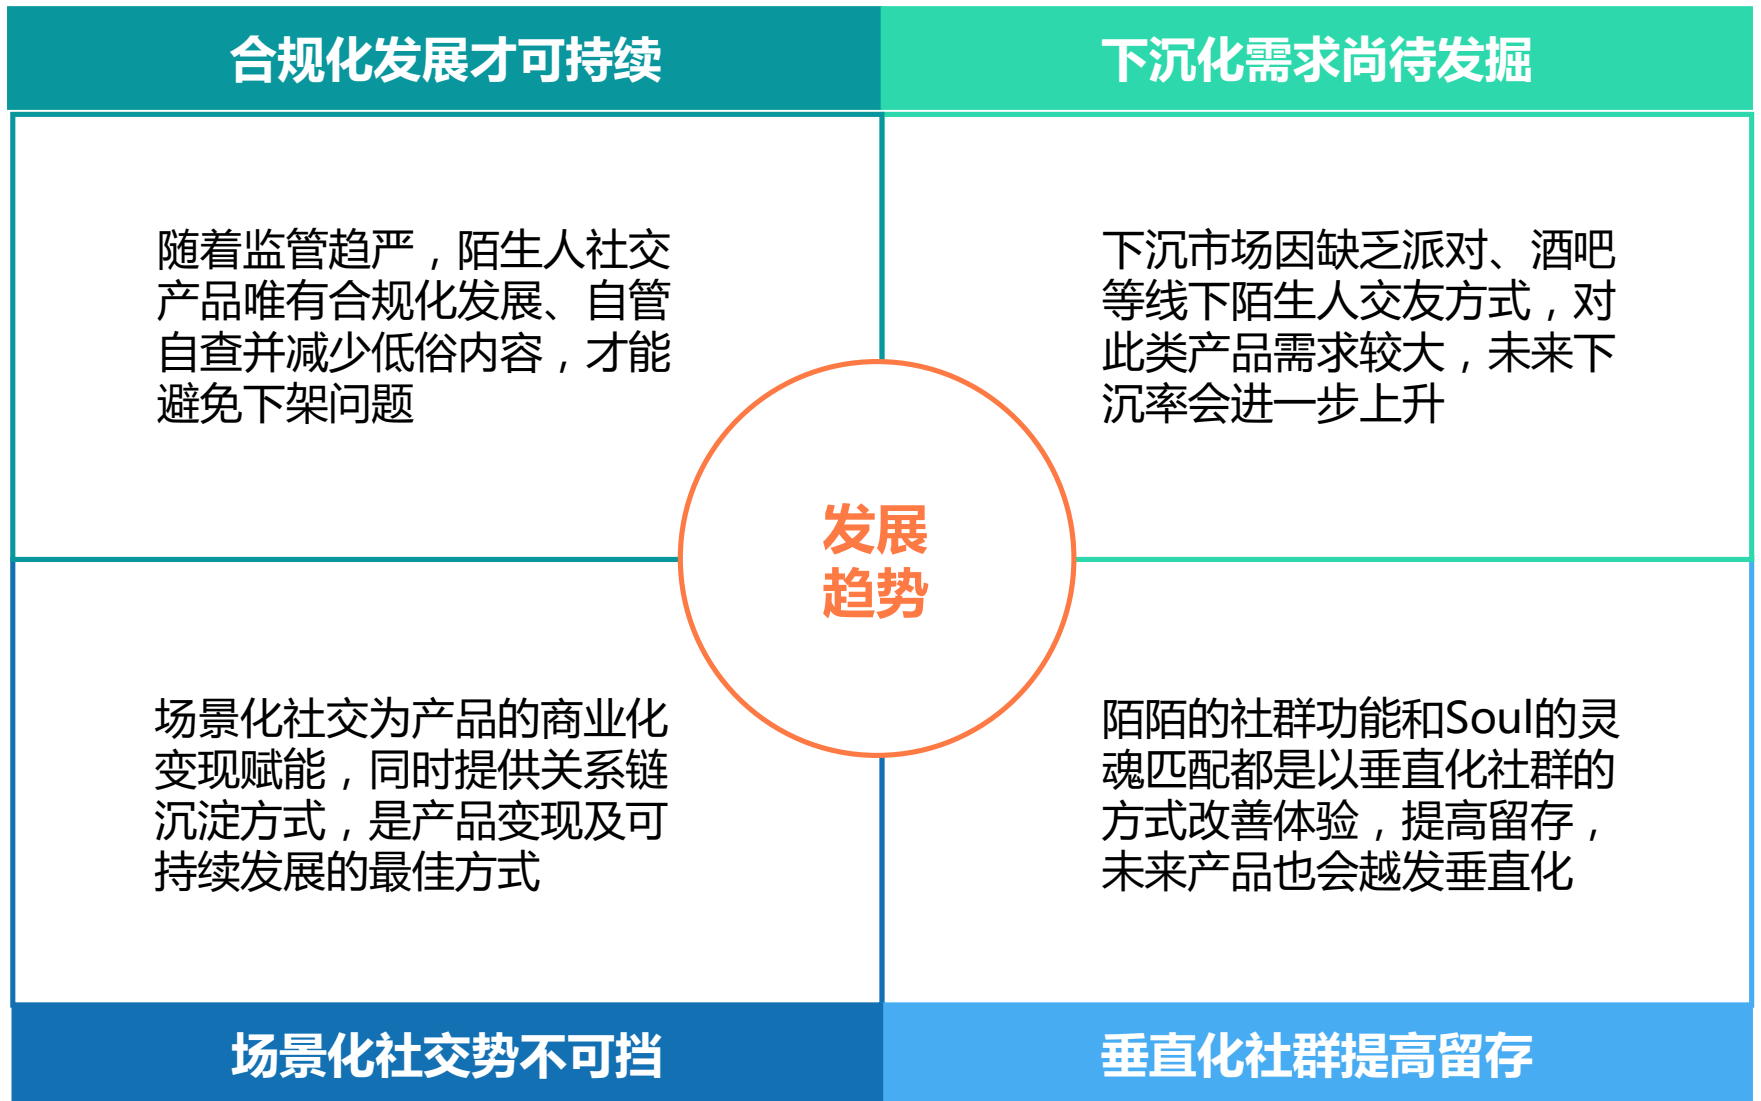 合规化发展才可持续
下沉化需求尚待发掘
随着监管趋严，陌生人社交
产品唯有合规化发展、自管
自查并减少低俗内容，才能
避免下架问题
下沉市场因缺乏派对、酒吧
等线下陌生人交友方式，对
此类产品需求较大，未来下
沉率会进一步上升
发展
趋势
场景化社交为产品的商业化
变现赋能，同时提供关系链
沉淀方式，是产品变现及可
持续发展的最佳方式
陌陌的社群功能和Soul的灵
魂匹配都是以垂直化社群的
方式改善体验，提高留存，
未来产品也会越发垂直化
场景化社交势不可挡
垂直化社群提高留存